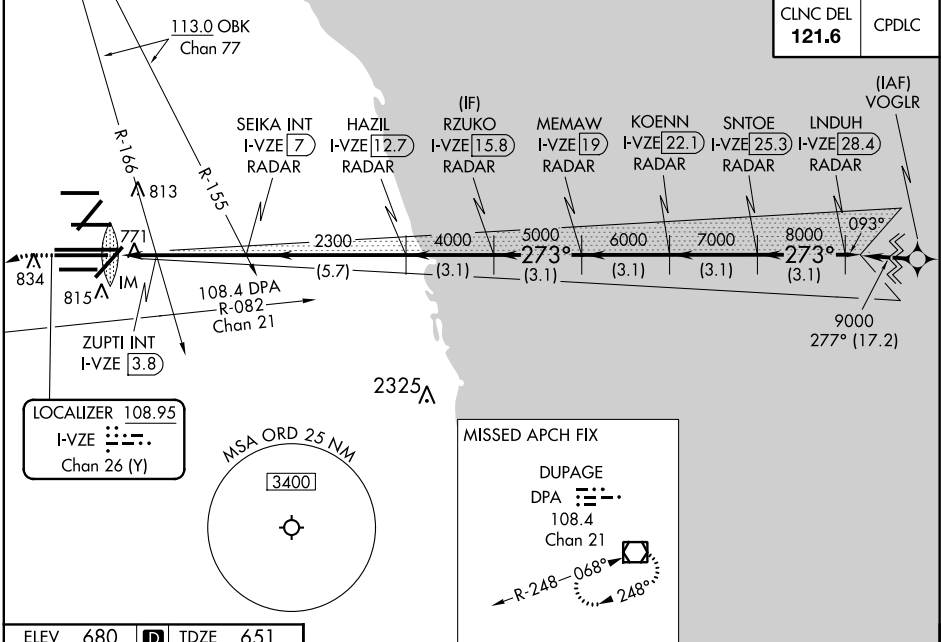 113.0 OBK
Chan 77
CLNC DEL
121.6
CPDLC
(IAF)
VOGLR
SEIKA INT
I-VZE 7
RADAR
HAZIL
I-VZE 12.7
RADAR
(IF)
RZUKO
I-VZE 15.8
RADAR
MEMAW
I-VZE 19
RADAR
KOENN
I-VZE 22.1
RADAR
SNTOE
I-VZE 25.3
RADAR
LNDUH
I-VZE 28.4
RADAR
R-166
R-155
813
771
834
815
IM
2300
4000
5000
6000
7000
8000
093°
273°
273°
(5.7)
(3.1)
(3.1)
(3.1)
(3.1)
(3.1)
9000
277° (17.2)
108.4 DPA
R-082
Chan 21
ZUPTI INT
I-VZE 3.8
2325
LOCALIZER 108.95
I-VZE
Chan 26 (Y)
MSA ORD 25 NM
3400
MISSED APCH FIX
DUPAGE
DPA
108.4
Chan 21
R-248
068°
248°
ELEV 680 D TDZE 651